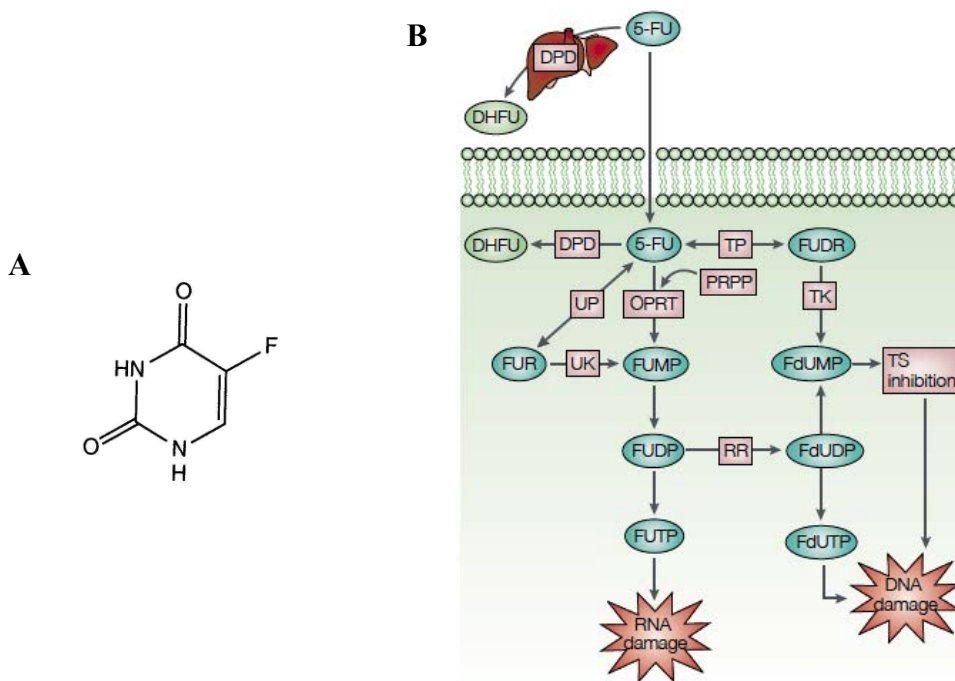 B
5-FU
DPD
DHFU
DHFU
DPD
5-FU
TP
FUDR
A
O
F
HN
O
N
H
UP
OPRT
PRPP
TK
FUR
UK
FUMP
FdUMP
TS
inhibition
FUDP
RR
FdUDP
FUTP
FdUTP
RNA
damage
DNA
damage